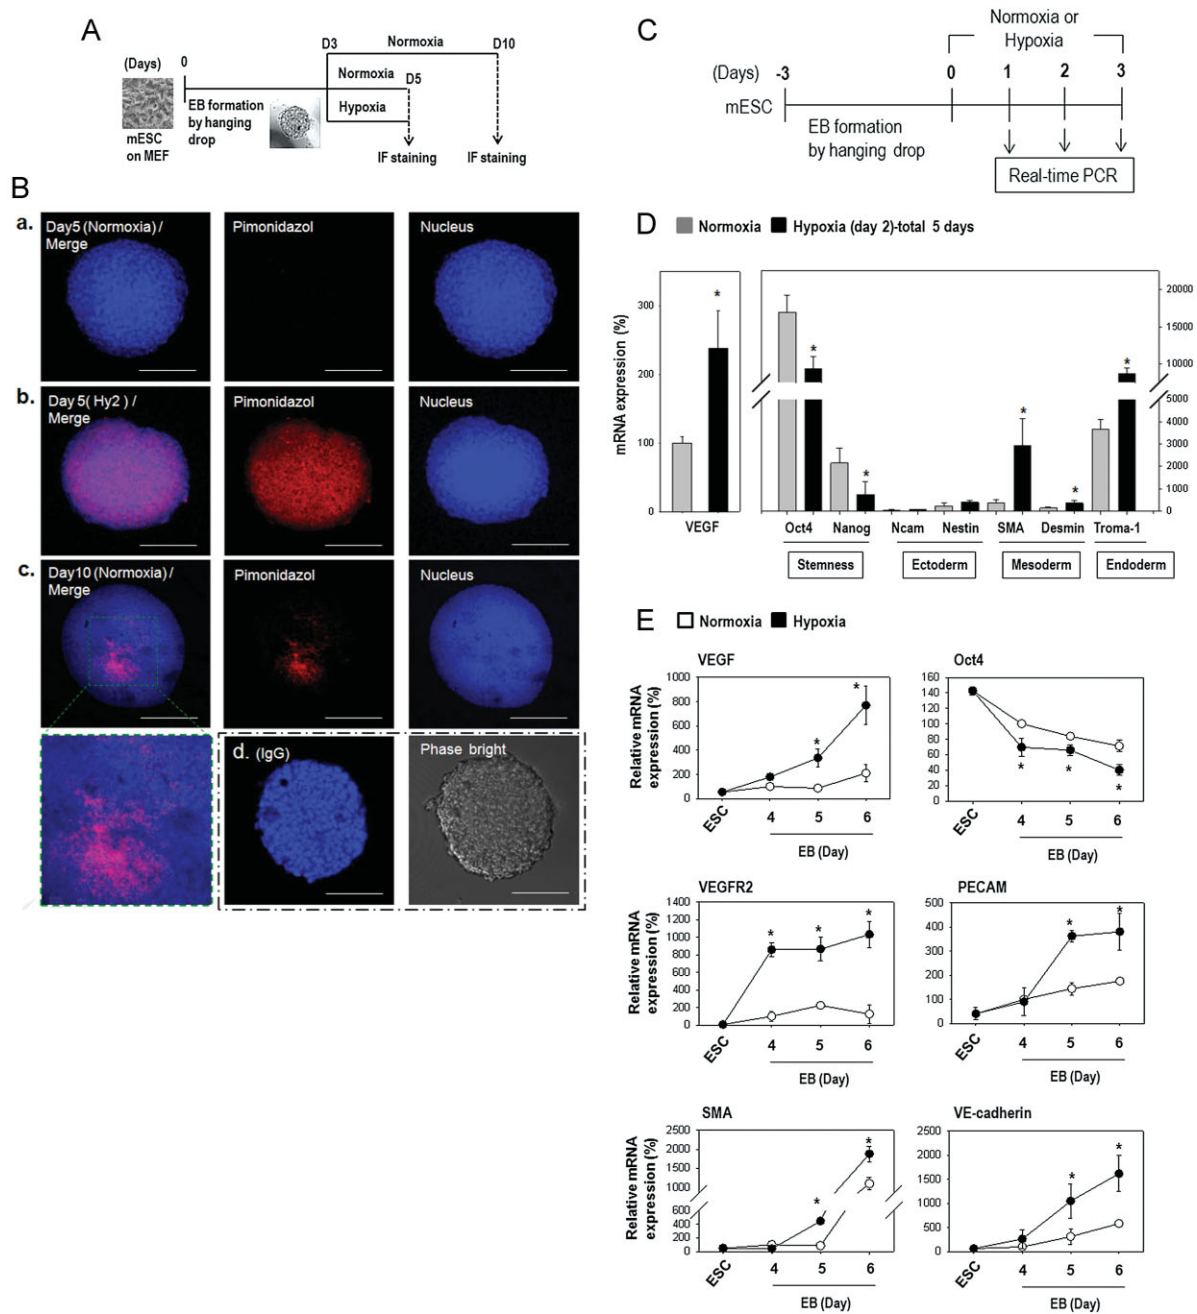 A
(Days)
0
D3
Normoxia
D10
Normoxia
D5
Hypoxia
EB formation
by hanging
drop
mESC
on MEF
IF staining
IF staining
B
a.
Day5 (Normoxia) /
Merge
Pimonidazol
Nucleus
b.
Day 5( Hy2 ) /
Merge
Pimonidazol
Nucleus
c.
Day10 (Normoxia) /
Merge
Pimonidazol
Nucleus
d. (IgG)
Phase bright
C
Normoxia or
Hypoxia
(Days) -3 0 1 2 3
mESC
EB formation
by hanging drop
Real-time PCR
D
Normoxia Hypoxia (day 2)-total 5 days
mRNA expression (%)
300
200
100
0
VEGF
*
20000
15000
10000
5000
4000
3000
2000
1000
0
* * * * *
Oct4 Nanog Ncam Nestin SMA Desmin Troma-1
Stemness Ectoderm Mesoderm Endoderm
E
Normoxia Hypoxia
VEGF
Relative mRNA
expression (%)
1000
800
600
400
200
0
* *
ESC 4 5 6
EB (Day)
Oct4
160
140
120
100
80
60
40
20
0
* * *
ESC 4 5 6
EB (Day)
VEGFR2
Relative mRNA
expression (%)
1400
1200
1000
800
600
400
200
0
* * *
ESC 4 5 6
EB (Day)
PECAM
500
400
300
200
100
0
* *
ESC 4 5 6
EB (Day)
SMA
Relative mRNA
expression (%)
2500
2000
1500
1000
600
400
200
0
* *
ESC 4 5 6
EB (Day)
VE-cadherin
2500
2000
1500
1000
500
0
* *
ESC 4 5 6
EB (Day)